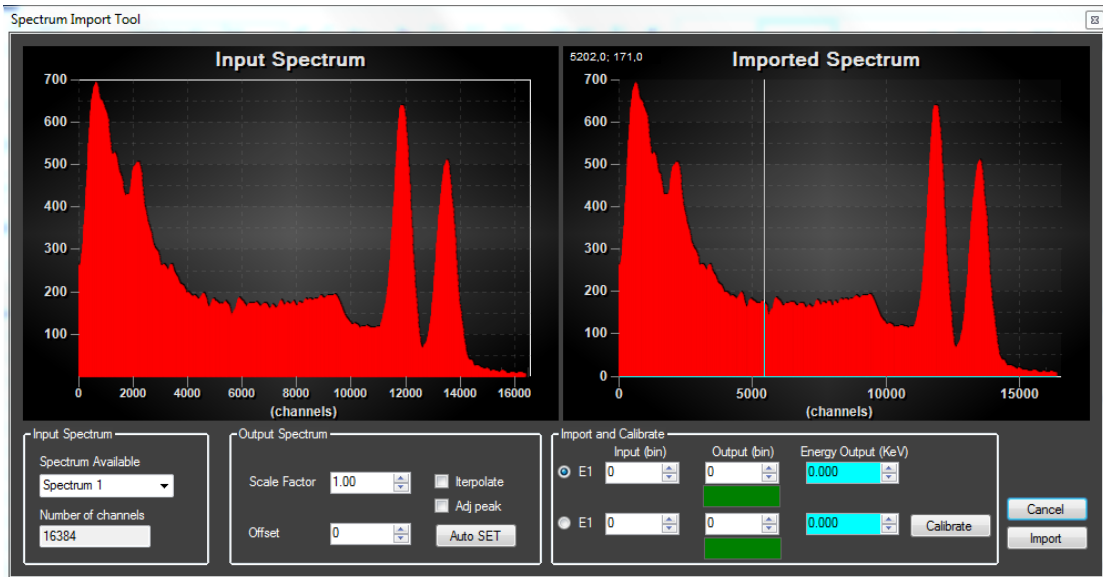 Spectrum Import Tool
Input Spectrum
700
600
500
400
300
200
100
0 2000 4000 6000 8000 10000 12000 14000 16000
(channels)
5202,0; 171,0
Imported Spectrum
700
600
500
400
300
200
100
0
0 5000 10000 15000
(channels)
Input Spectrum
Spectrum Available
Spectrum 1
Number of channels
16384
Output Spectrum
Scale Factor 1.00 Iterpolate
Adj peak
Offset 0 Auto SET
Import and Calibrate
Input (bin) Output (bin) Energy Output (KeV)
E1 0 0 0.000
E1 0 0 0.000 Calibrate
Cancel
Import